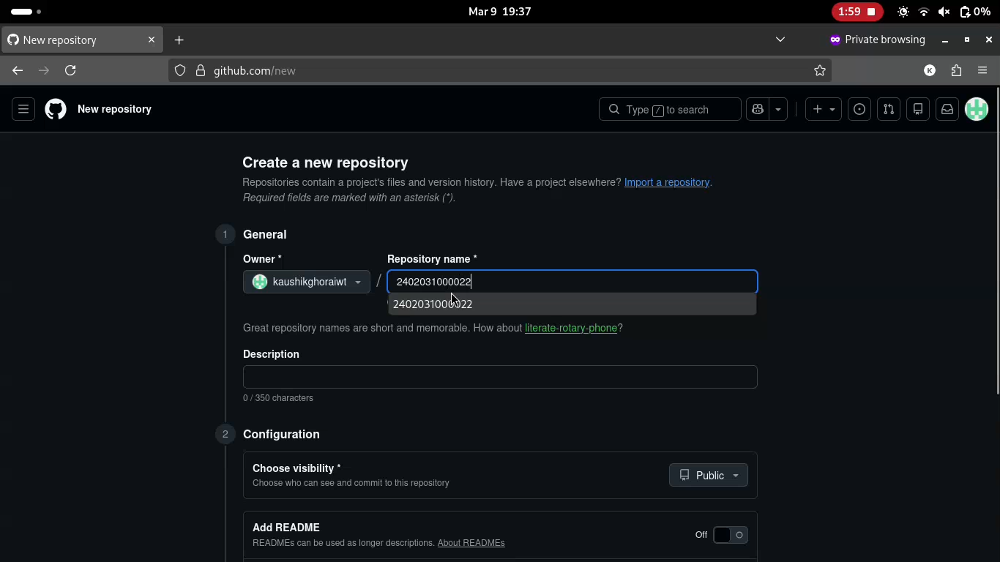 Mar 9 19:37
1:59
0%
New repository
Private browsing
github.com/new
K
New repository
Type / to search
Create a new repository
Repositories contain a project's files and version history. Have a project elsewhere? Import a repository.
Required fields are marked with an asterisk (*).
1 General
Owner * Repository name *
kaushikghoraiwt / 2402031000022
2402031000022
Great repository names are short and memorable. How about literate-rotary-phone?
Description
0 / 350 characters
2 Configuration
Choose visibility *
Choose who can see and commit to this repository
Public
Add README
READMEs can be used as longer descriptions. About READMEs
Off